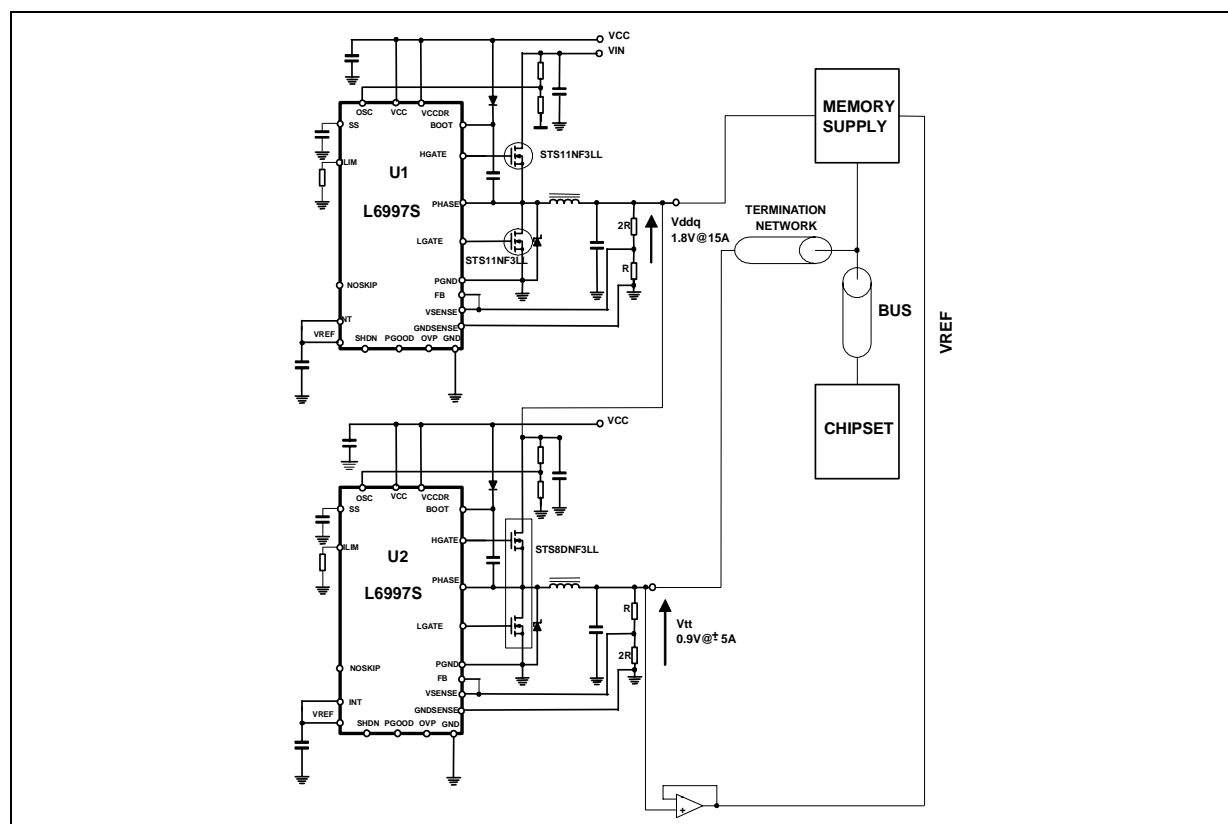 VCC
VIN
OSC
VCC
VCCDR
SS
BOOT
ILIM
HGATE
STS11NF3LL
U1
L6997S
PHASE
LGATE
STS11NF3LL
2R
R
Vddq
1.8V@15A
NOSKIP
PGND
FB
VSENSE
GNDSENSE
INT
VREF
SHDN
PGOOD
OVP
GND
MEMORY
SUPPLY
TERMINATION
NETWORK
BUS
VREF
CHIPSET
VCC
OSC
VCC
VCCDR
SS
BOOT
ILIM
HGATE
STS8DNF3LL
U2
L6997S
PHASE
LGATE
R
2R
Vtt
0.9V@± 5A
NOSKIP
PGND
FB
VSENSE
GNDSENSE
INT
VREF
SHDN
PGOOD
OVP
GND
-
+